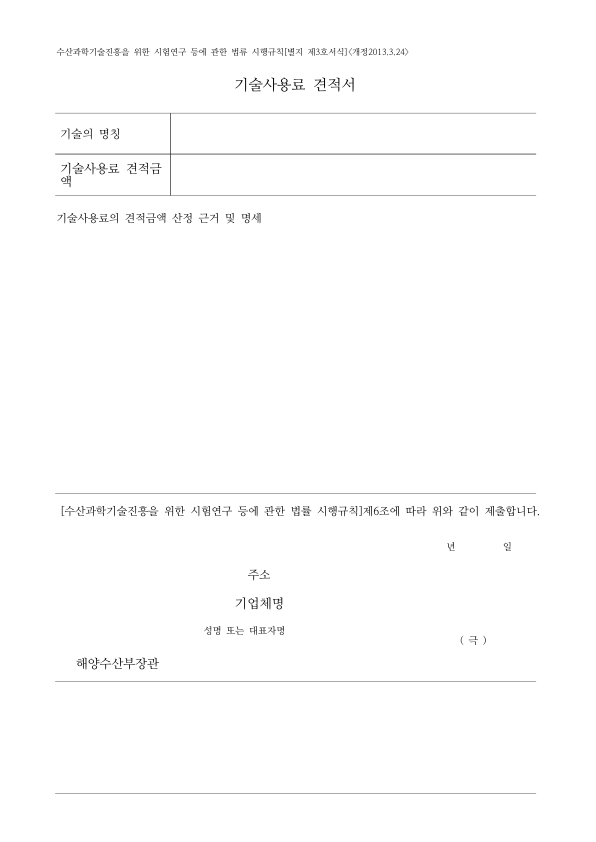 수산과학기술진흥을 위한 시험연구 등에 관한 범류 시행규칙[별지 제3호서식]<개정2013.3.24>
기술사용료 견적서
기술의 명칭
기술사용료 견적금
액
기술사용료의 견적금액 산정 근거 및 명세
[수산과학기술진흥을 위한 시험연구 등에 관한 법률 시행규칙]제6조에 따라 위와 같이 제출합니다.
년 일
주소
기업체명
성명 또는 대표자명
( 극 )
해양수산부장관